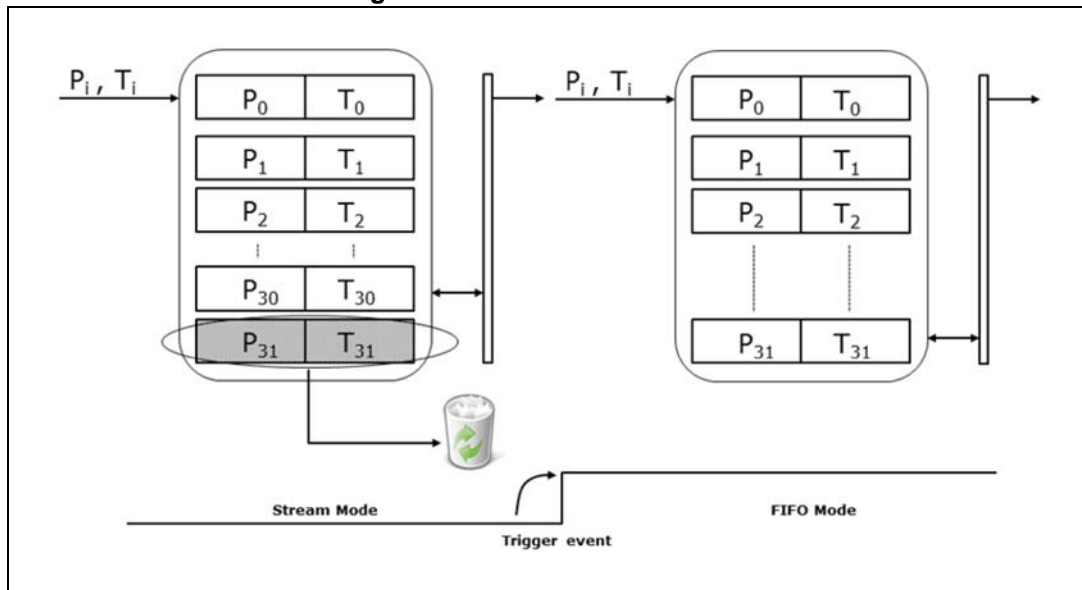 Pi , Ti
P0 T0
P1 T1
P2 T2
P30 T30
P31 T31
Pi , Ti
P0 T0
P1 T1
P2 T2
P31 T31
Stream Mode
FIFO Mode
Trigger event